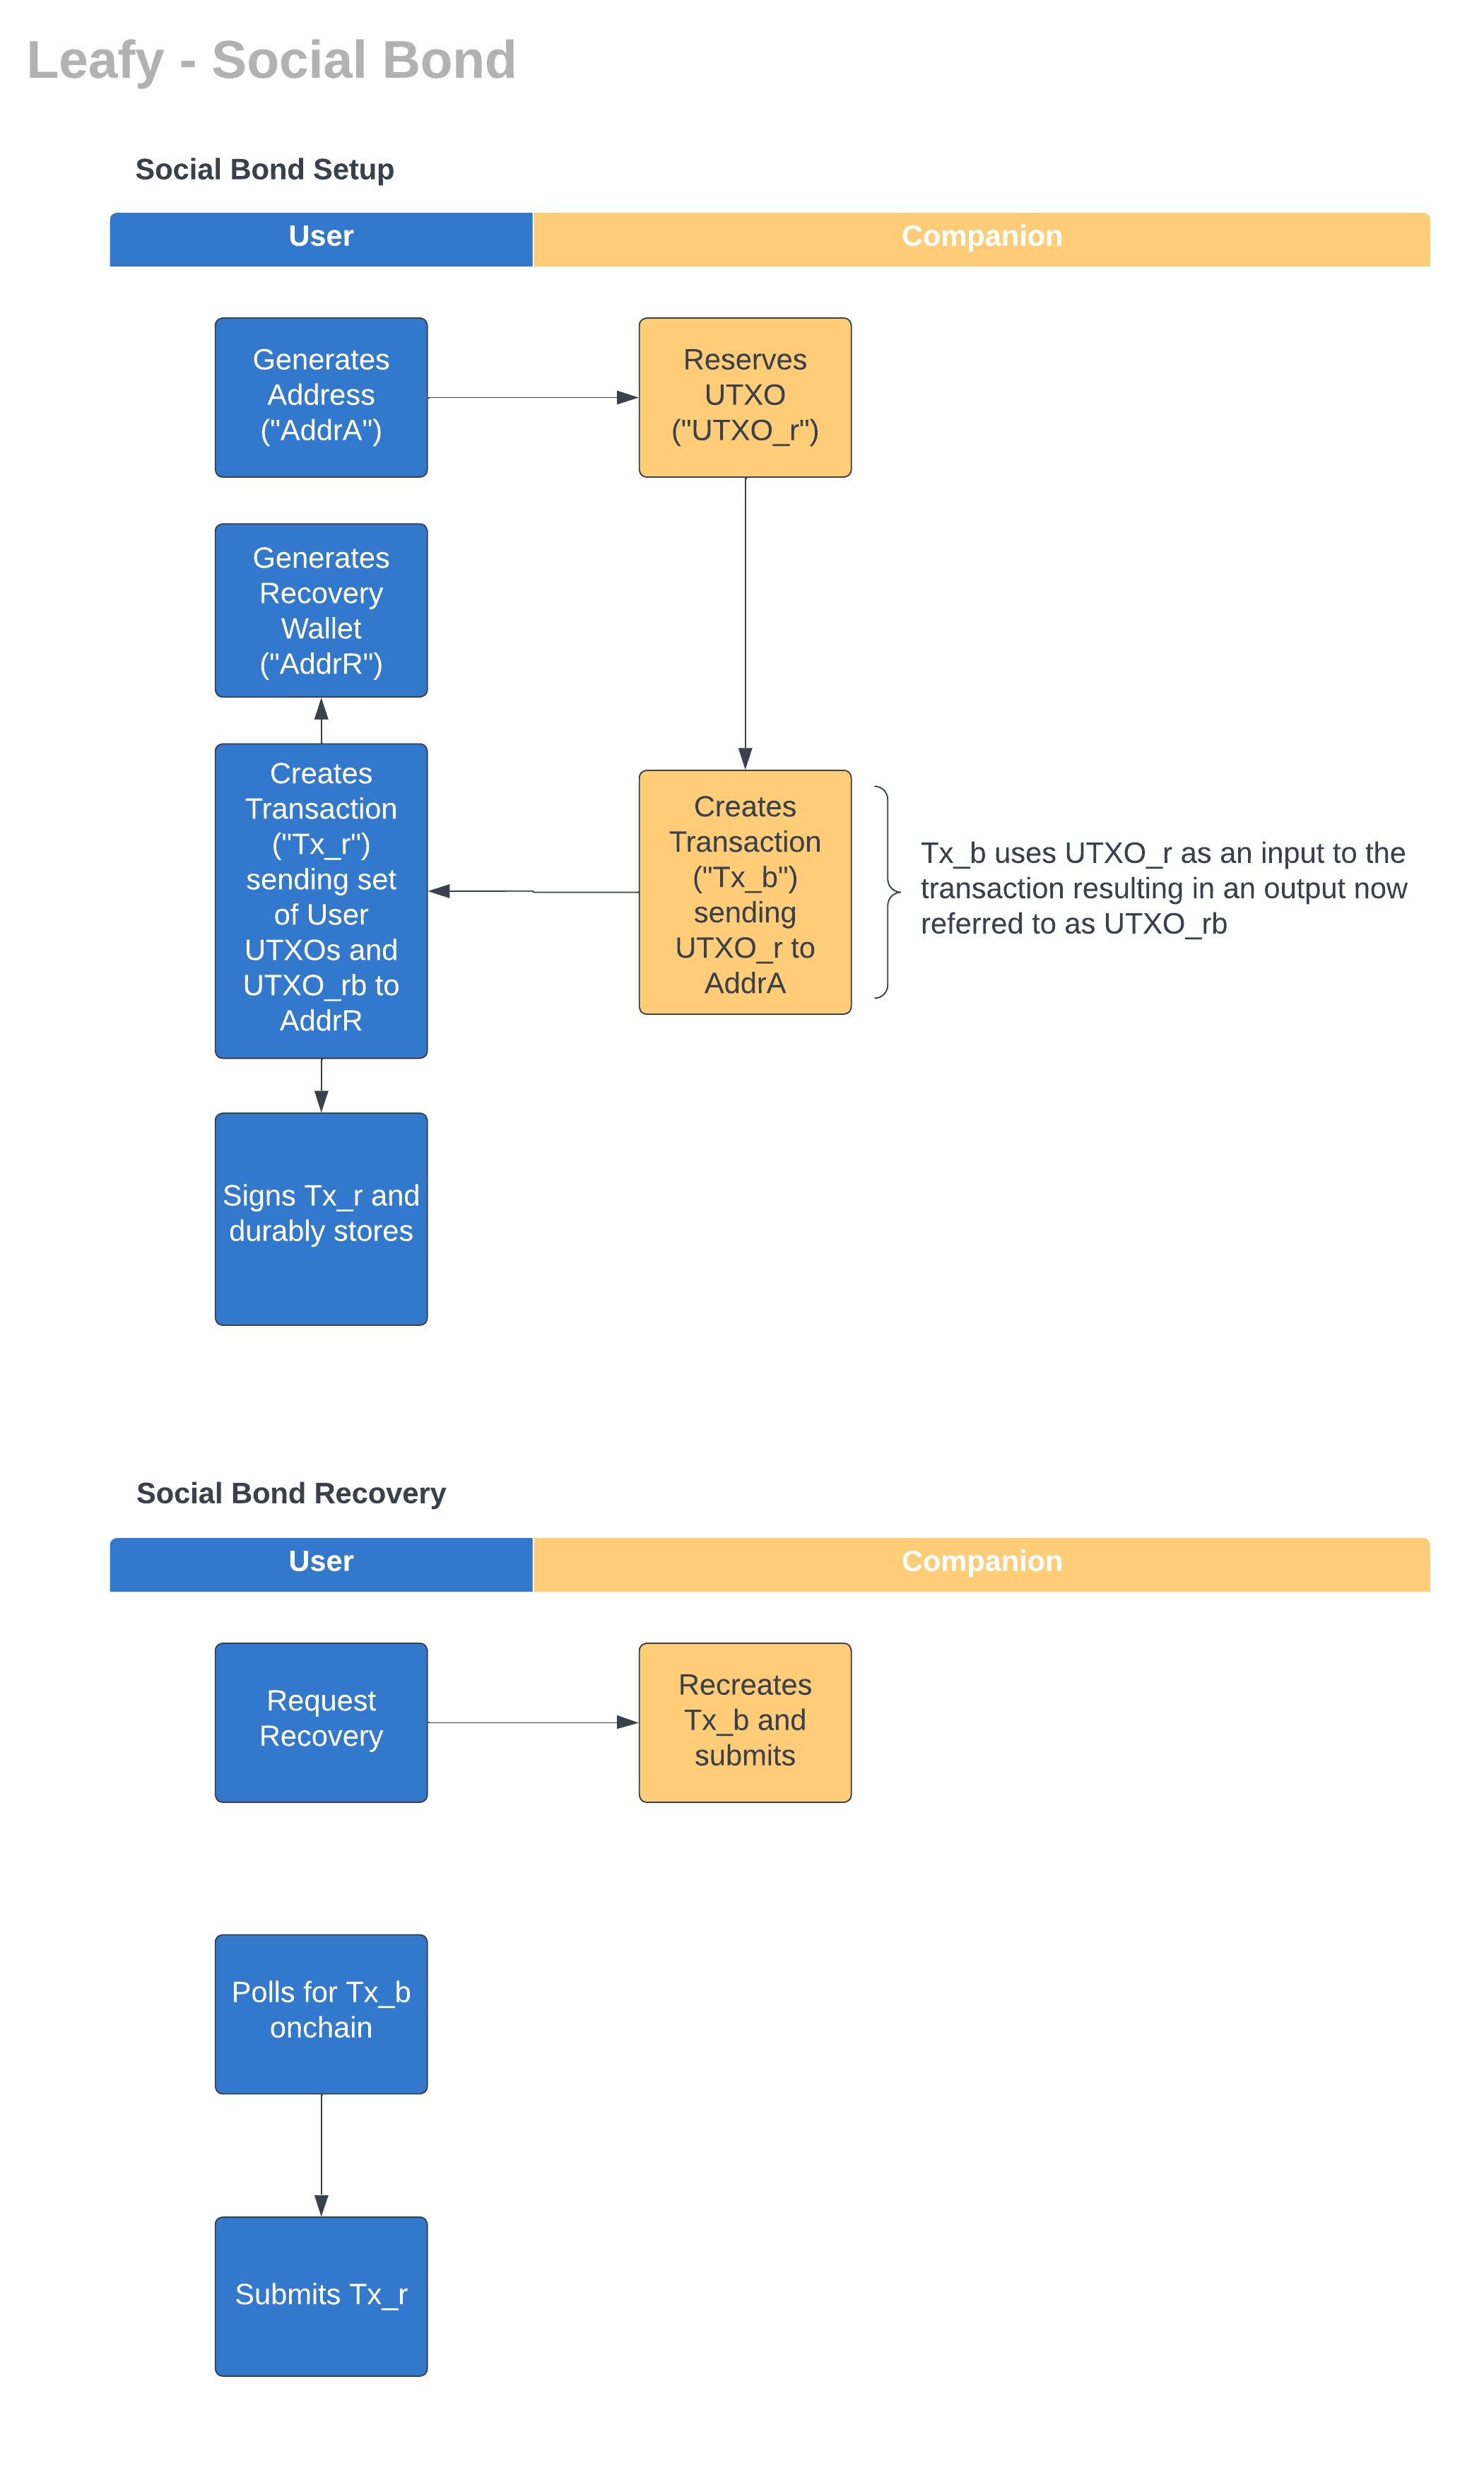 Leafy - Social Bond
Social Bond Setup
User
Companion
Generates
Address
("AddrA")
Reserves
UTXO
("UTXO_r")
Generates
Recovery
Wallet
("AddrR")
Creates
Transaction
("Tx_r")
sending set
of User
UTXOs and
UTXO_rb to
AddrR
Creates
Transaction
("Tx_b")
sending
UTXO_r to
AddrA
Tx_b uses UTXO_r as an input to the
transaction resulting in an output now
referred to as UTXO_rb
Signs Tx_r and
durably stores
Social Bond Recovery
User
Companion
Request
Recovery
Recreates
Tx_b and
submits
Polls for Tx_b
onchain
Submits Tx_r